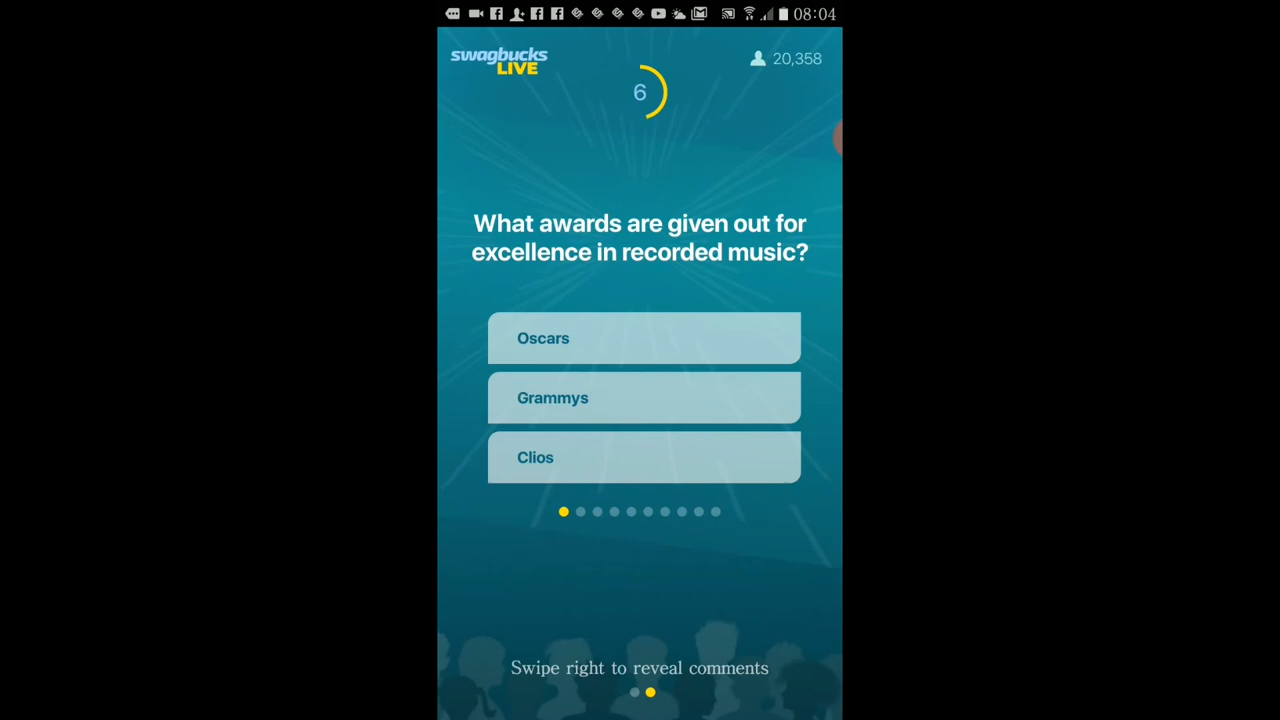 08:04
swagbucks
LIVE
20,358
6
What awards are given out for
excellence in recorded music?
Oscars
Grammys
Clios
Swipe right to reveal comments